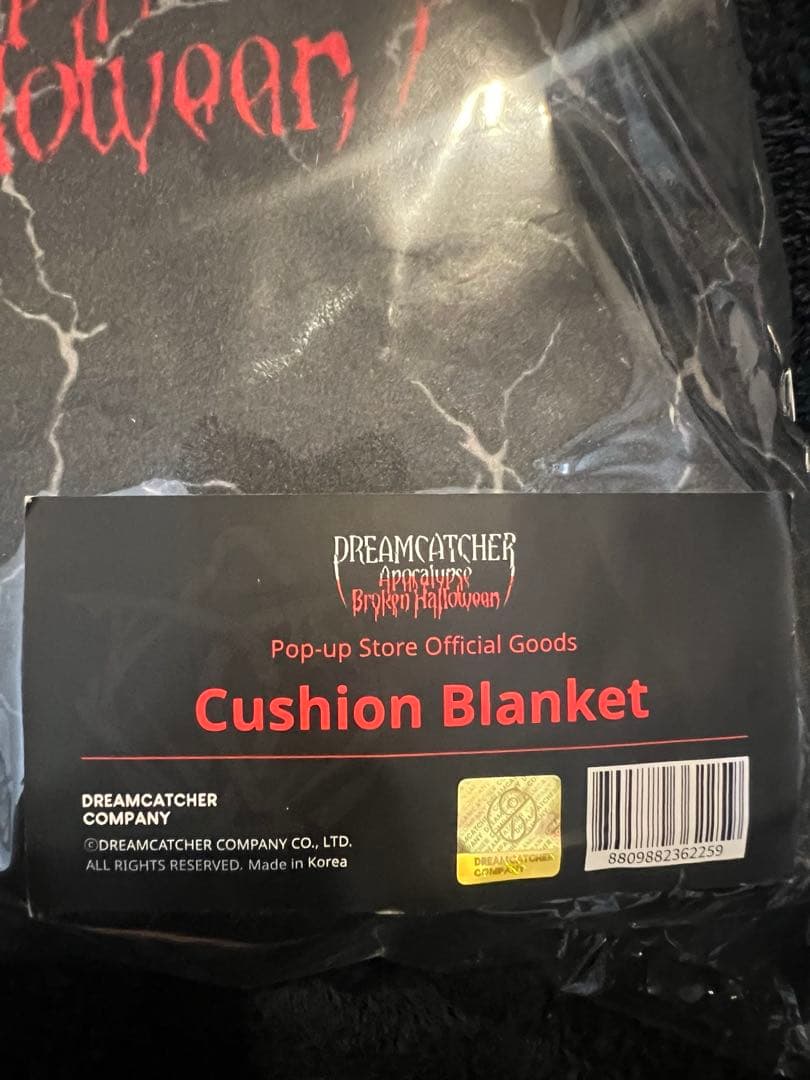 Halloween
DREAMCATCHER
Apocalypse
Broken Halloween
Pop-up Store Official Goods
Cushion Blanket
DREAMCATCHER
COMPANY
ⒸDREAMCATCHER COMPANY CO., LTD.
ALL RIGHTS RESERVED. Made in Korea
DREAMCATCHER
COMPANY
8809882362259